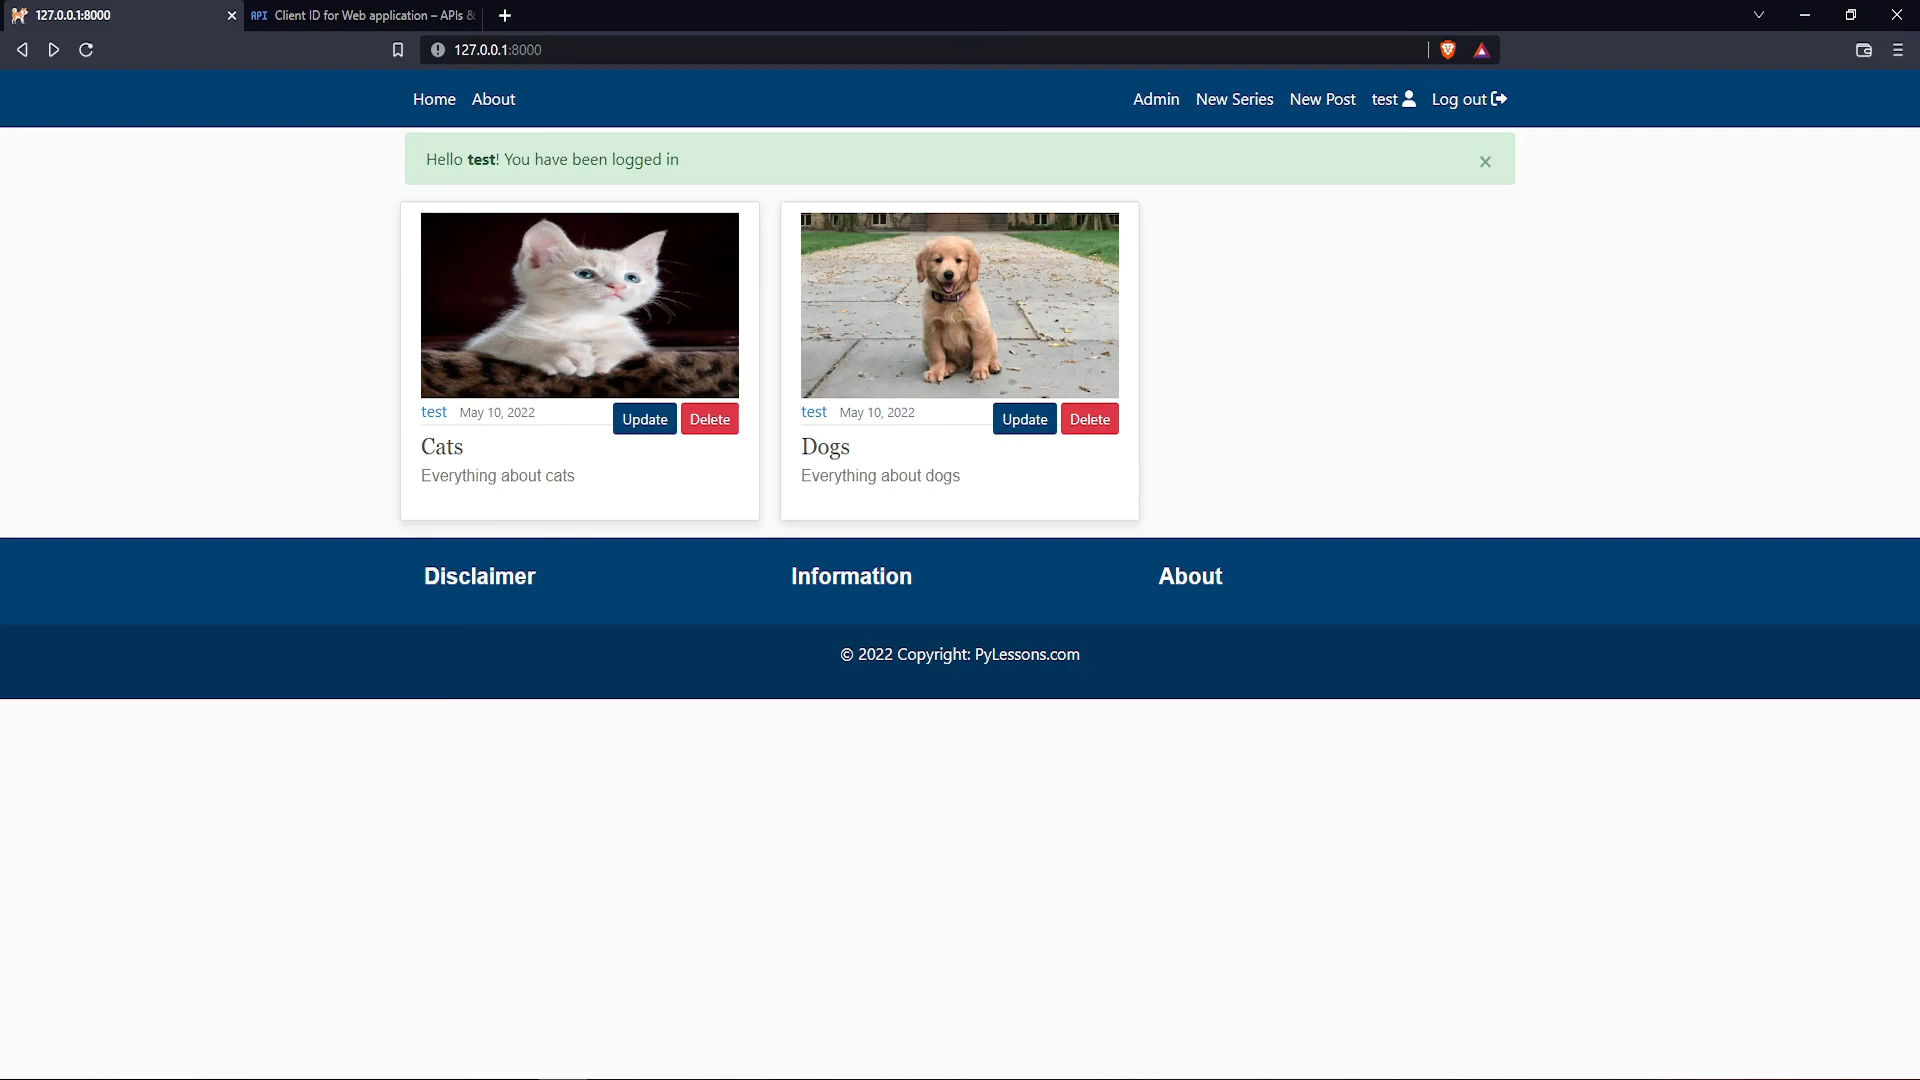 127.0.0.1:8000
API Client ID for Web application – APIs &
127.0.0.1:8000
Home About Admin New Series New Post test Log out
Hello test! You have been logged in ×
test May 10, 2022 Update Delete
Cats
Everything about cats
test May 10, 2022 Update Delete
Dogs
Everything about dogs
Disclaimer Information About
© 2022 Copyright: PyLessons.com